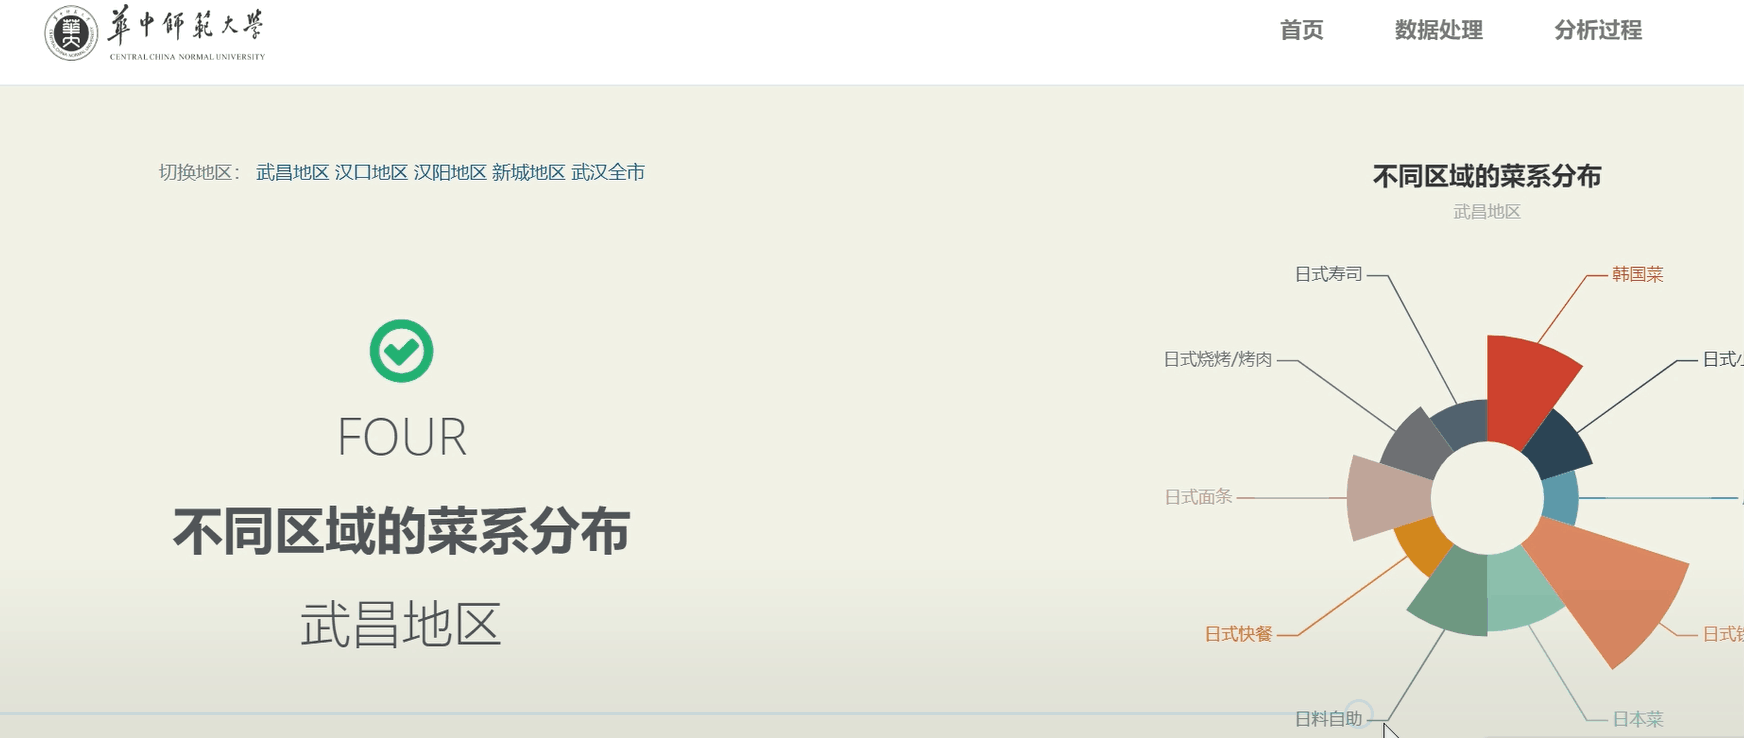 華中師範大學
CENTRAL CHINA NORMAL UNIVERSITY
首页 数据处理 分析过程
切换地区： 武昌地区 汉口地区 汉阳地区 新城地区 武汉全市
FOUR
不同区域的菜系分布
武昌地区
不同区域的菜系分布
武昌地区
日式寿司
韩国菜
日式烧烤/烤肉
日式小
日式面条
日式快餐
日式铁
日料自助
日本菜